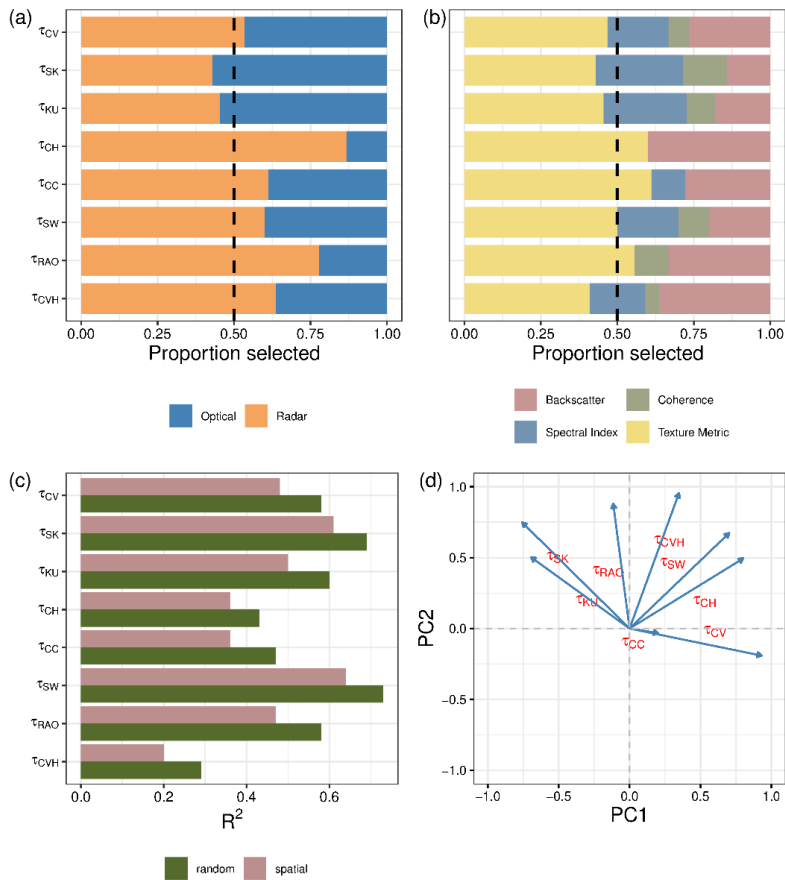 (a)
τCV
τSK
τKU
τCH
τCC
τSW
τRAO
τCVH
0.00 0.25 0.50 0.75 1.00
Proportion selected
Optical Radar
(b)
0.00 0.25 0.50 0.75 1.00
Proportion selected
Backscatter Coherence
Spectral Index Texture Metric
(c)
τCV
τSK
τKU
τCH
τCC
τSW
τRAO
τCVH
0.0 0.2 0.4 0.6
R²
random spatial
(d)
1.0
0.5
0.0
−0.5
−1.0
PC2
τCVH
τSK
τSW
τRAO
τKU
τCH
τCV
τCC
−1.0 −0.5 0.0 0.5 1.0
PC1